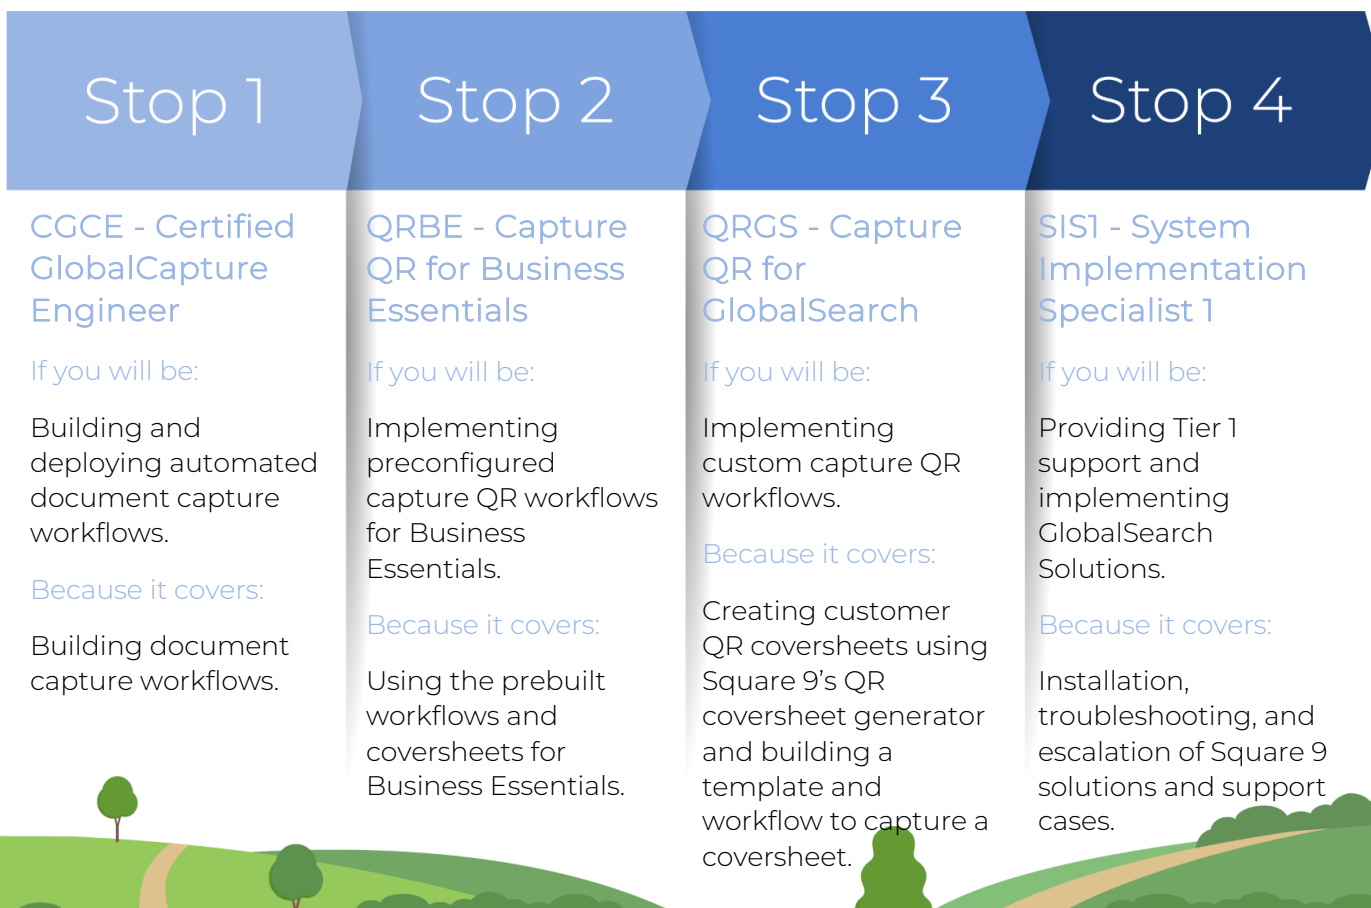 Stop 1
Stop 2
Stop 3
Stop 4
CGCE - Certified
GlobalCapture
Engineer
If you will be:
Building and
deploying automated
document capture
workflows.
Because it covers:
Building document
capture workflows.
QRBE - Capture
QR for Business
Essentials
If you will be:
Implementing
preconfigured
capture QR workflows
for Business
Essentials.
Because it covers:
Using the prebuilt
workflows and
coversheets for
Business Essentials.
QRGS - Capture
QR for
GlobalSearch
If you will be:
Implementing
custom capture QR
workflows.
Because it covers:
Creating customer
QR coversheets using
Square 9’s QR
coversheet generator
and building a
template and
workflow to capture a
coversheet.
SIS1 - System
Implementation
Specialist 1
If you will be:
Providing Tier 1
support and
implementing
GlobalSearch
Solutions.
Because it covers:
Installation,
troubleshooting, and
escalation of Square 9
solutions and support
cases.